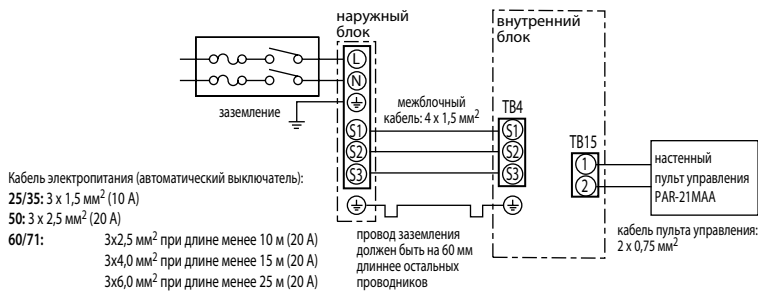 наружный
блок
внутренний
блок
L
N
заземление
межблочный
кабель: 4 x 1,5 мм²
TB4
S1
S2
S3
S1
S2
S3
TB15
1
2
настенный
пульт управления
PAR-21MAA
кабель пульта управления:
2 x 0,75 мм²
Кабель электропитания (автоматический выключатель):
25/35: 3 x 1,5 мм² (10 А)
50: 3 x 2,5 мм² (20 А)
60/71: 3x2,5 мм² при длине менее 10 м (20 А)
3x4,0 мм² при длине менее 15 м (20 А)
3x6,0 мм² при длине менее 25 м (20 А)
провод заземления
должен быть на 60 мм
длиннее остальных
проводников